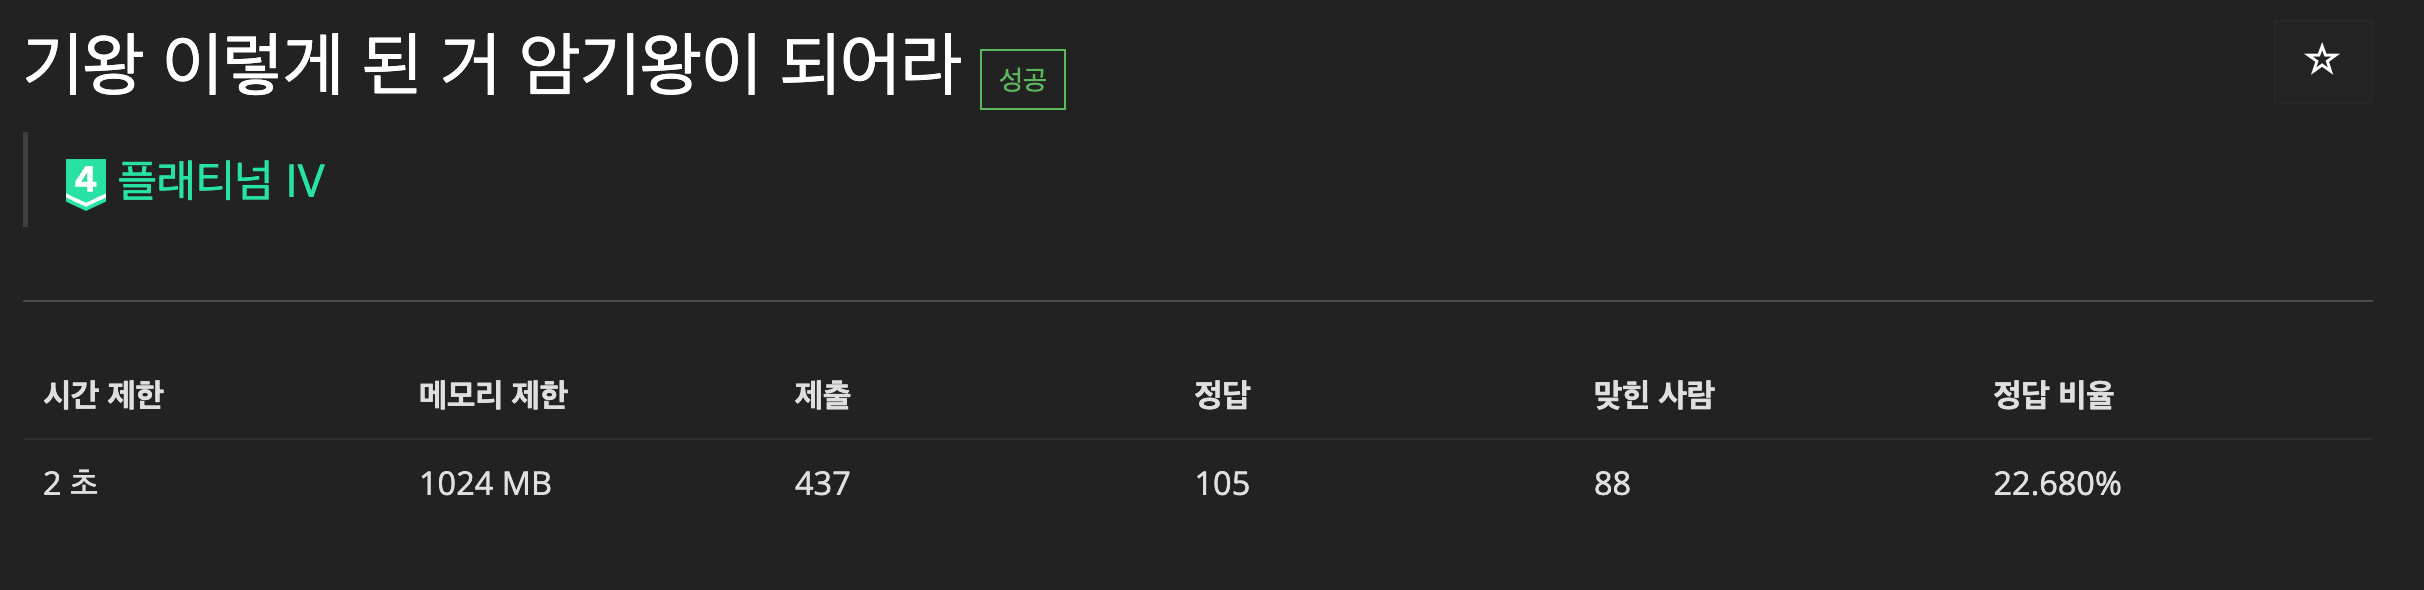 기왕 이렇게 된 거 암기왕이 되어라 성공
4 플래티넘 IV
시간 제한 메모리 제한 제출 정답 맞힌 사람 정답 비율
2 초 1024 MB 437 105 88 22.680%